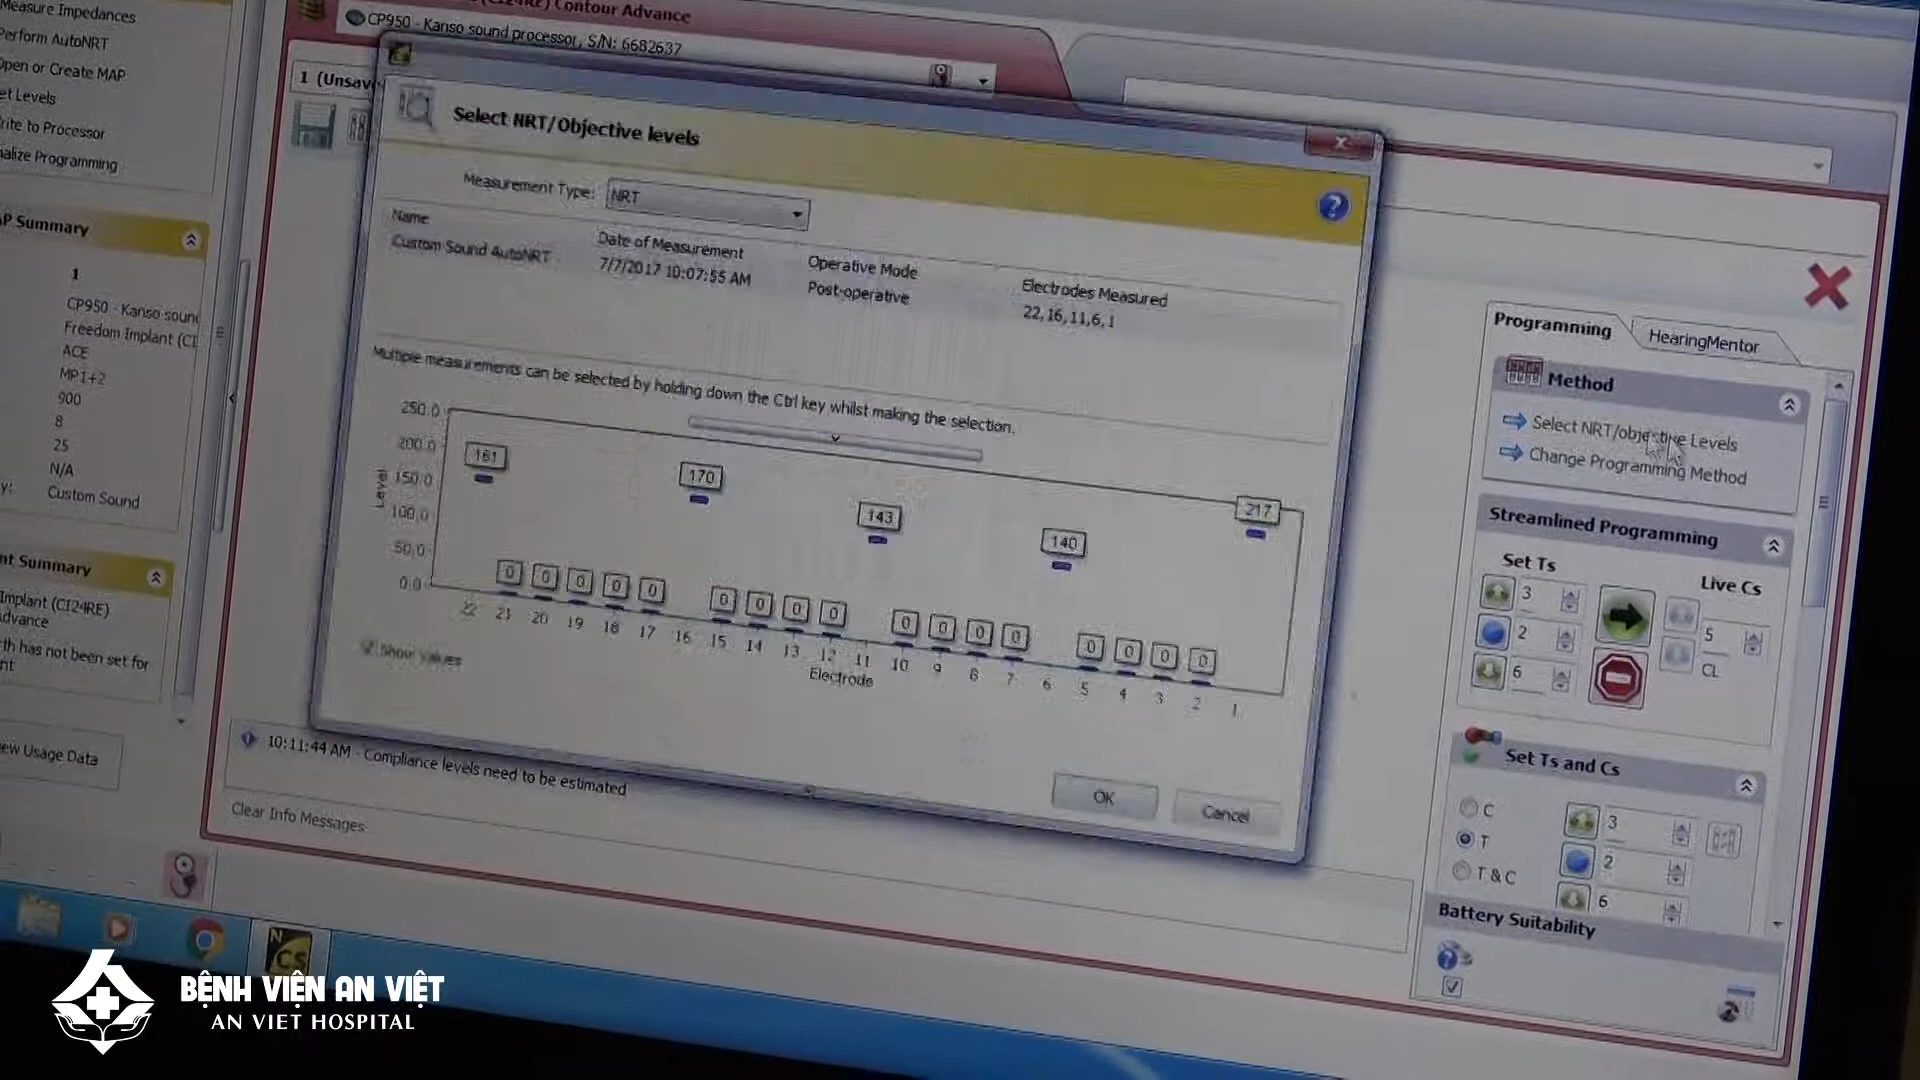 Measure Impedances
Perform AutoNRT
Open or Create MAP
et Levels
rite to Processor
nalize Programming
P Summary
1
CP950 - Kanso soun
Freedom Implant (CI
ACE
MP1+2
900
8
25
N/A
y: Custom Sound
nt Summary
Implant (CI24RE)
dvance
th has not been set for
nt
ew Usage Data
(CI24RE) Contour Advance
CP950 - Kanso sound processor, S/N: 6682637
1 (Unsav
Select NRT/Objective levels
Measurement Type: NRT
Name Date of Measurement Operative Mode Electrodes Measured
Custom Sound AutoNRT 7/7/2017 10:07:55 AM Post-operative 22,16,11,6,1
Multiple measurements can be selected by holding down the Ctrl key whilst making the selection.
250.0
200.0
150.0
100.0
50.0
0.0
Level
161 170 143 140 217
0 0 0 0 0 0 0 0 0 0 0 0 0 0 0 0 0
22 21 20 19 18 17 16 15 14 13 12 11 10 9 8 7 6 5 4 3 2 1
Electrode
Show Values
OK Cancel
10:11:44 AM - Compliance levels need to be estimated
Clear Info Messages
Programming HearingMentor
Method
Select NRT/objective Levels
Change Programming Method
Streamlined Programming
Set Ts Live Cs
3
2 5
6 CL
Set Ts and Cs
C 3
T 2
T & C 6
Battery Suitability
N
CS
BỆNH VIỆN AN VIỆT
AN VIET HOSPITAL